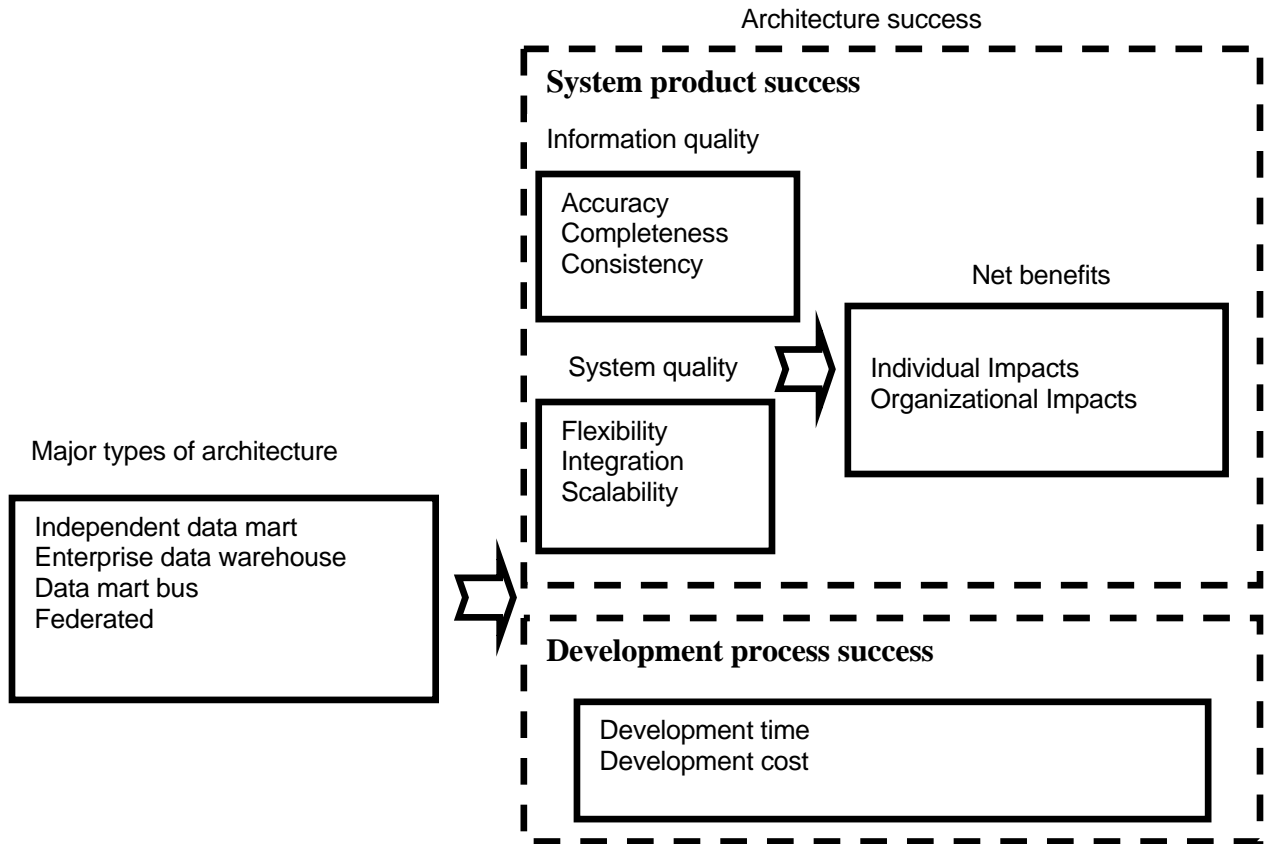 Architecture success
System product success
Information quality
Accuracy
Completeness
Consistency
Net benefits
Individual Impacts
Organizational Impacts
System quality
Flexibility
Integration
Scalability
Major types of architecture
Independent data mart
Enterprise data warehouse
Data mart bus
Federated
Development process success
Development time
Development cost